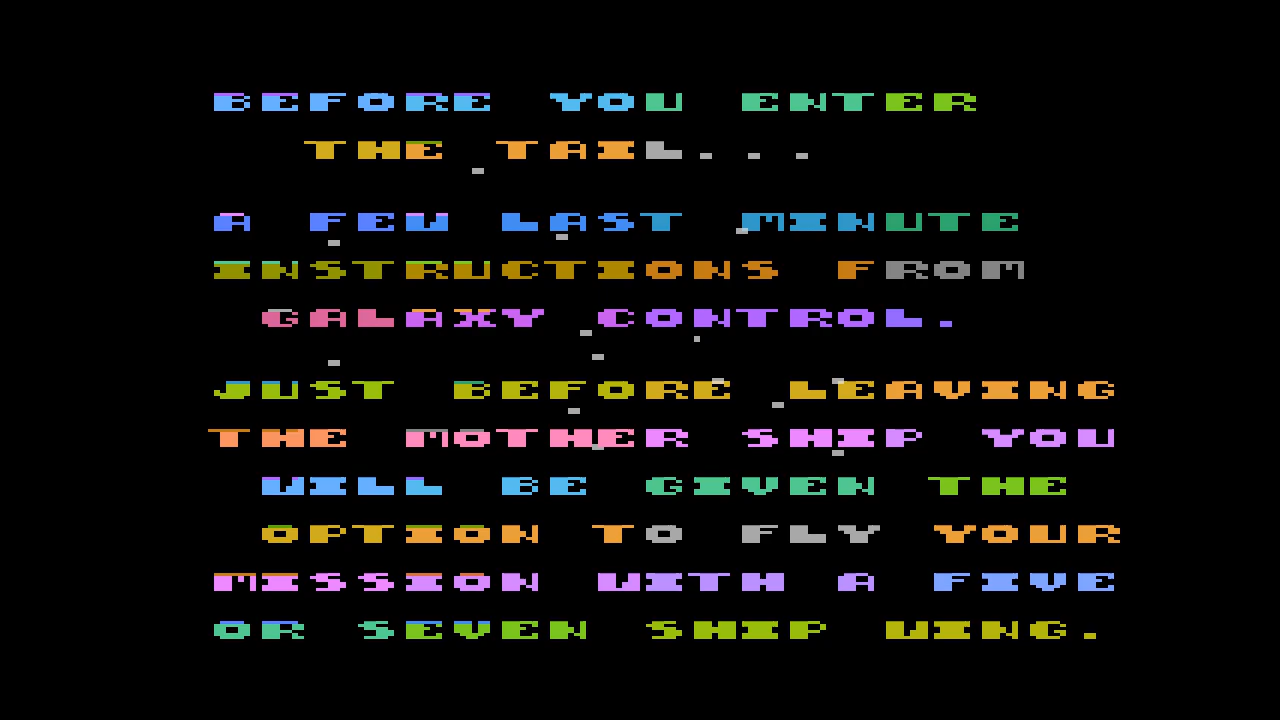 BEFORE YOU ENTER
THE TAIL...
A FEW LAST MINUTE
INSTRUCTIONS FROM
GALAXY CONTROL.
JUST BEFORE LEAVING
THE MOTHER SHIP YOU
WILL BE GIVEN THE
OPTION TO FLY YOUR
MISSION WITH A FIVE
OR SEVEN SHIP WING.